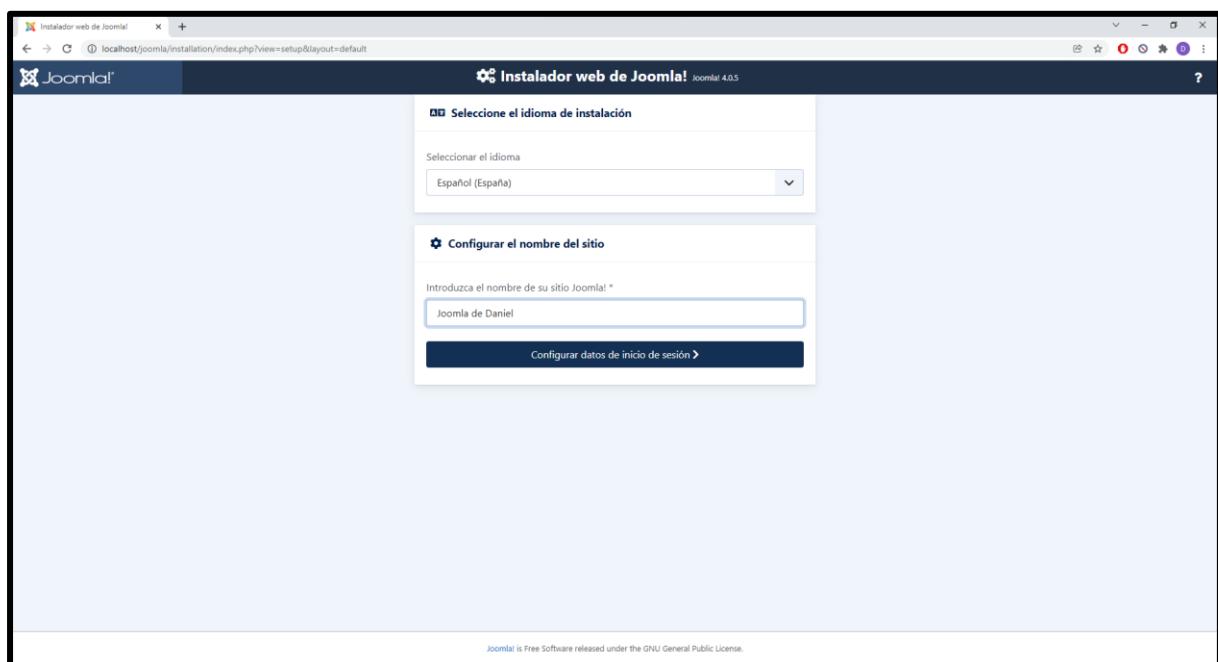 Instalador web de Joomla!
localhost/joomla/installation/index.php?view=setup&layout=default
D
Joomla!
Instalador web de Joomla! Joomla! 4.0.5
?
Seleccione el idioma de instalación
Seleccionar el idioma
Español (España)
Configurar el nombre del sitio
Introduzca el nombre de su sitio Joomla! *
Joomla de Daniel
Configurar datos de inicio de sesión
Joomla! is Free Software released under the GNU General Public License.